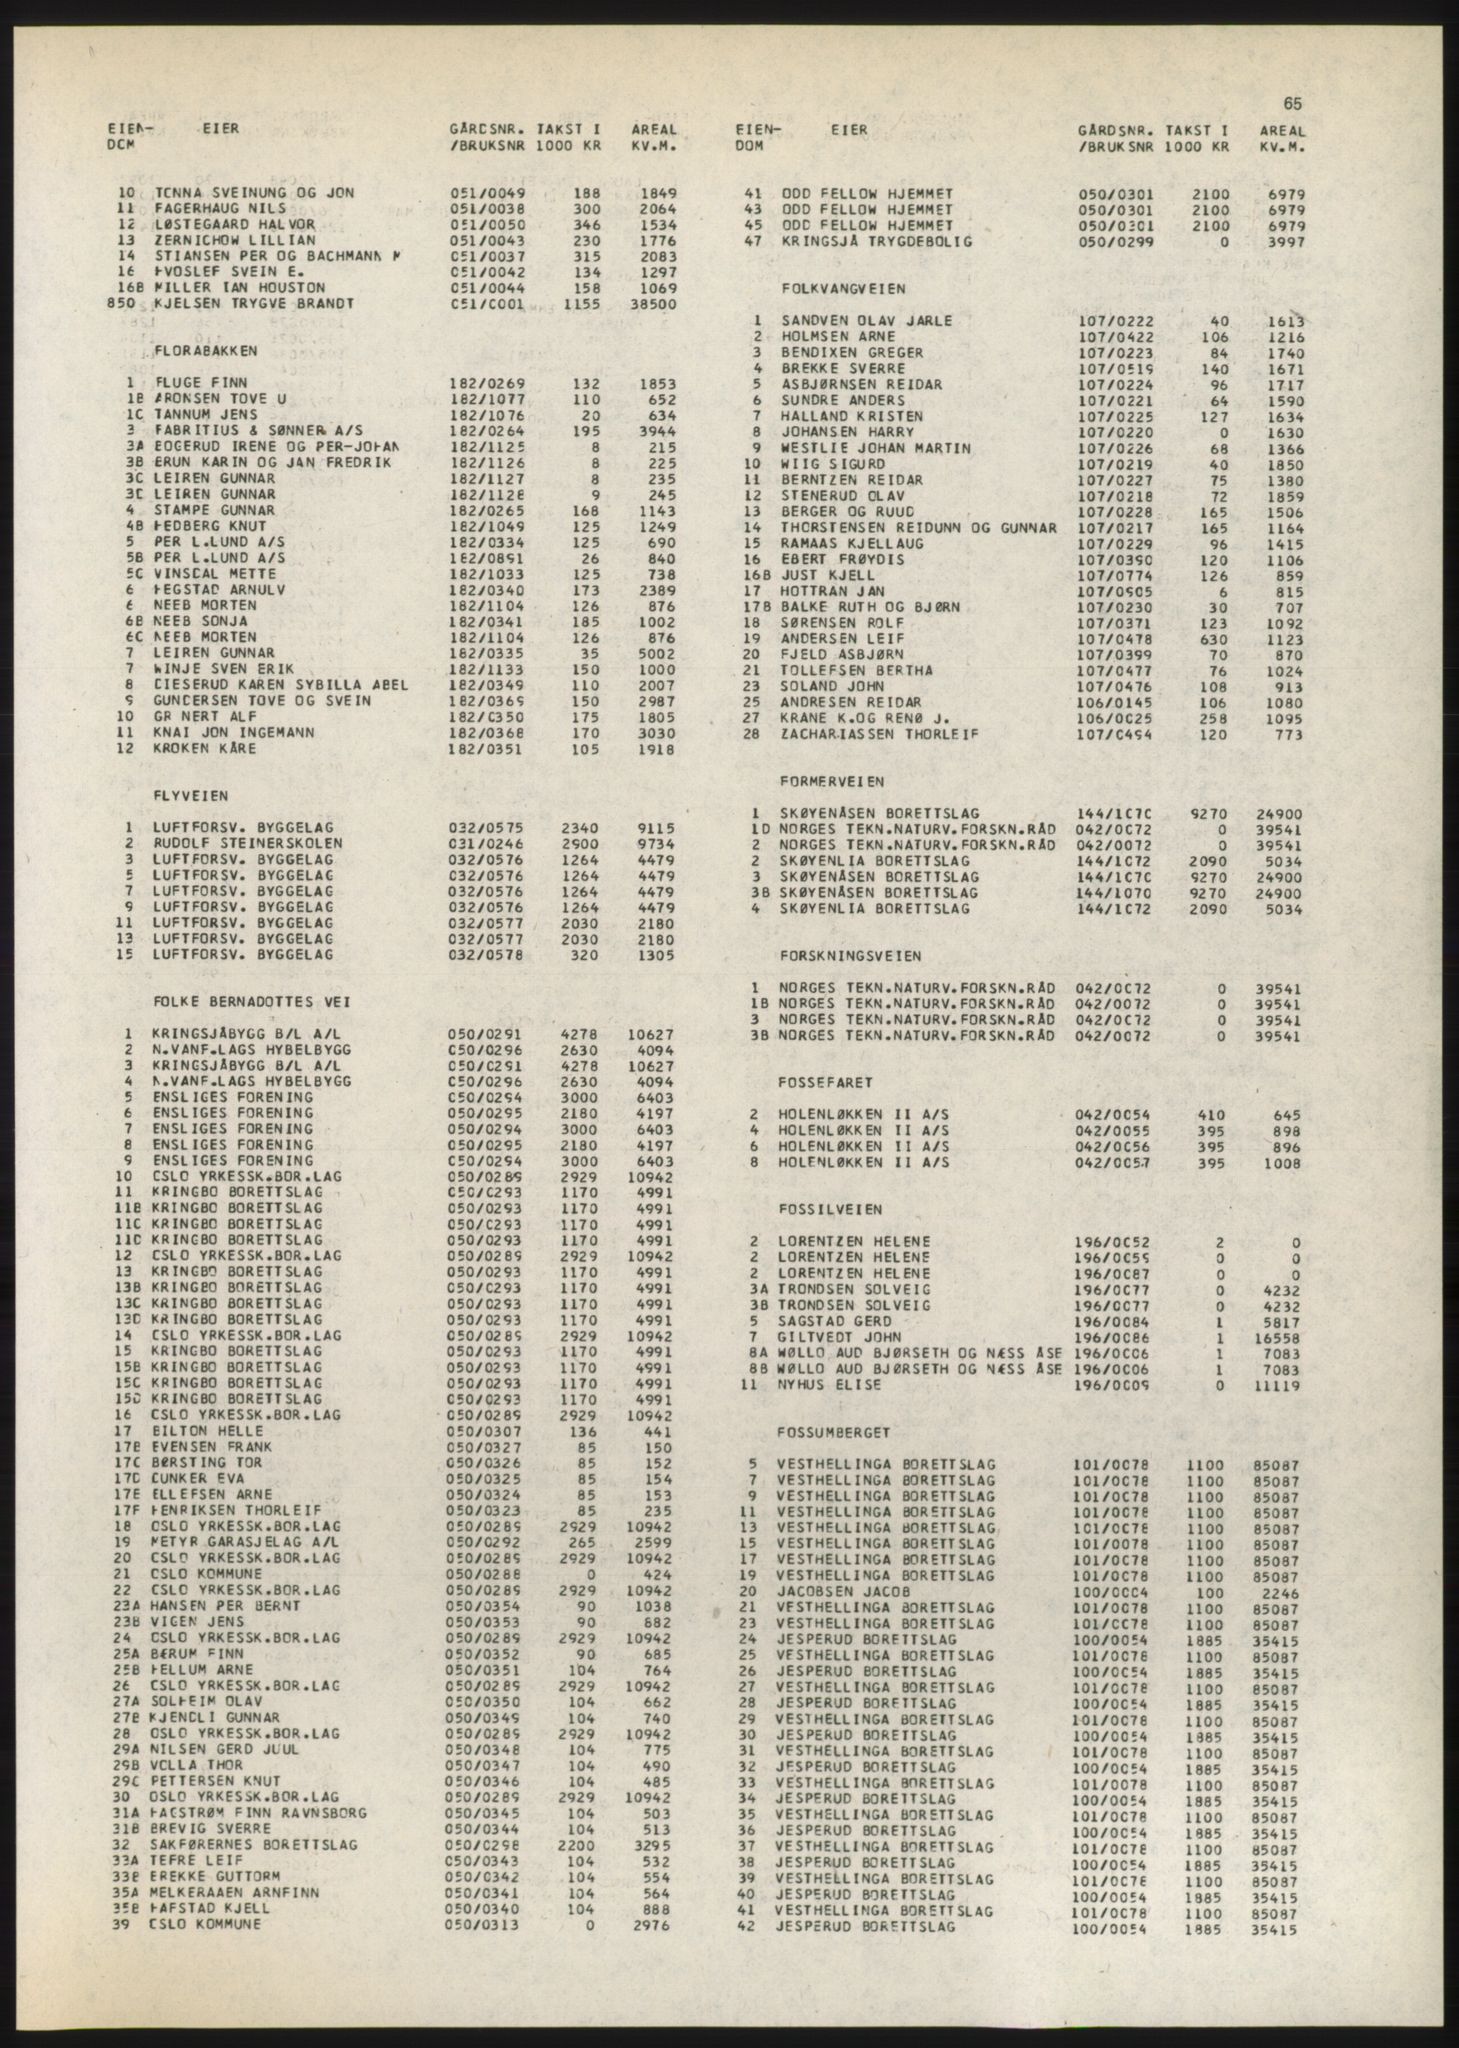 65
EIEN- EIER GÅRDSNR. TAKST I AREAL
DOM /BRUKSNR 1000 KR KV.M.
10 TONNA SVEINUNG OG JON 051/0049 188 1849
11 FAGERHAUG NILS 051/0038 300 2064
12 LØSTEGAARD HALVOR 051/0050 346 1534
13 ZERNICHOW LILLIAN 051/0043 230 1776
14 STIANSEN PER OG BACHMANN M 051/0037 315 2083
16 HVOSLEF SVEIN E. 051/0042 134 1297
16B MILLER IAN HOUSTON 051/0044 158 1069
850 KJELSEN TRYGVE BRANDT 051/0001 1155 38500
FLORABAKKEN
1 FLUGE FINN 182/0269 132 1853
1B ARONSEN TOVE U 182/1077 110 652
1C TANNUM JENS 182/1076 20 634
3 FABRITIUS & SØNNER A/S 182/0264 195 3944
3A BOGERUD IRENE OG PER-JOHAN 182/1125 8 215
3B BRUN KARIN OG JAN FREDRIK 182/1126 8 225
3C LEIREN GUNNAR 182/1127 8 235
3D LEIREN GUNNAR 182/1128 9 245
4 STAMPE GUNNAR 182/0265 168 1143
4B HEDBERG KNUT 182/1049 125 1249
5 PER L.LUND A/S 182/0334 125 690
5B PER L.LUND A/S 182/0891 26 840
5C VINSDAL METTE 182/1033 125 738
6 HEGSTAD ARNULV 182/0340 173 2389
6 NEEB MORTEN 182/1104 126 876
6B NEEB SONJA 182/0341 185 1002
6C NEEB MORTEN 182/1104 126 876
7 LEIREN GUNNAR 182/0335 35 5002
7 WINJE SVEN ERIK 182/1133 150 1000
8 DIESERUD KAREN SYBILLA ABEL 182/0349 110 2007
9 GUNDERSEN TOVE OG SVEIN 182/0369 150 2987
10 GR NERT ALF 182/0350 175 1805
11 KNAI JON INGEMANN 182/0368 170 3030
12 KROKEN KÅRE 182/0351 105 1918
FLYVEIEN
1 LUFTFORSV. BYGGELAG 032/0575 2340 9115
2 RUDOLF STEINERSKOLEN 031/0246 2900 9734
3 LUFTFORSV. BYGGELAG 032/0576 1264 4479
5 LUFTFORSV. BYGGELAG 032/0576 1264 4479
7 LUFTFORSV. BYGGELAG 032/0576 1264 4479
9 LUFTFORSV. BYGGELAG 032/0576 1264 4479
11 LUFTFORSV. BYGGELAG 032/0577 2030 2180
13 LUFTFORSV. BYGGELAG 032/0577 2030 2180
15 LUFTFORSV. BYGGELAG 032/0578 320 1305
FOLKE BERNADOTTES VEI
1 KRINGSJÅBYGG B/L A/L 050/0291 4278 10627
2 N.VANF.LAGS HYBELBYGG 050/0296 2630 4094
3 KRINGSJÅBYGG B/L A/L 050/0291 4278 10627
4 N.VANF.LAGS HYBELBYGG 050/0296 2630 4094
5 ENSLIGES FORENING 050/0294 3000 6403
6 ENSLIGES FORENING 050/0295 2180 4197
7 ENSLIGES FORENING 050/0294 3000 6403
8 ENSLIGES FORENING 050/0295 2180 4197
9 ENSLIGES FORENING 050/0294 3000 6403
10 OSLO YRKESSK.BOR.LAG 050/0289 2929 10942
11 KRINGBO BORETTSLAG 050/0293 1170 4991
11B KRINGBO BORETTSLAG 050/0293 1170 4991
11C KRINGBO BORETTSLAG 050/0293 1170 4991
11D KRINGBO BORETTSLAG 050/0293 1170 4991
12 OSLO YRKESSK.BOR.LAG 050/0289 2929 10942
13 KRINGBO BORETTSLAG 050/0293 1170 4991
13B KRINGBO BORETTSLAG 050/0293 1170 4991
13C KRINGBO BORETTSLAG 050/0293 1170 4991
13D KRINGBO BORETTSLAG 050/0293 1170 4991
14 OSLO YRKESSK.BOR.LAG 050/0289 2929 10942
15 KRINGBO BORETTSLAG 050/0293 1170 4991
15B KRINGBO BORETTSLAG 050/0293 1170 4991
15C KRINGBO BORETTSLAG 050/0293 1170 4991
15D KRINGBO BORETTSLAG 050/0293 1170 4991
16 OSLO YRKESSK.BOR.LAG 050/0289 2929 10942
17 BILTON HELLE 050/0307 136 441
17B EVENSEN FRANK 050/0327 85 150
17C BØRSTING TOR 050/0326 85 152
17D DUNKER EVA 050/0325 85 154
17E ELLEFSEN ARNE 050/0324 85 153
17F HENRIKSEN THORLEIF 050/0323 85 235
18 OSLO YRKESSK.BOR.LAG 050/0289 2929 10942
19 METYR GARASJELAG A/L 050/0292 265 2599
20 OSLO YRKESSK.BOR.LAG 050/0289 2929 10942
21 OSLO KOMMUNE 050/0288 0 424
22 OSLO YRKESSK.BOR.LAG 050/0289 2929 10942
23A HANSEN PER BERNT 050/0354 90 1038
23B VIGEN JENS 050/0353 90 682
24 OSLO YRKESSK.BOR.LAG 050/0289 2929 10942
25A BÆRUM FINN 050/0352 90 685
25B HELLUM ARNE 050/0351 104 764
26 OSLO YRKESSK.BOR.LAG 050/0289 2929 10942
27A SOLHEIM OLAV 050/0350 104 662
27B KJENDLI GUNNAR 050/0349 104 740
28 OSLO YRKESSK.BOR.LAG 050/0289 2929 10942
29A NILSEN GERD JUUL 050/0348 104 775
29B VOLLA THOR 050/0347 104 490
29C PETTERSEN KNUT 050/0346 104 485
30 OSLO YRKESSK.BOR.LAG 050/0289 2929 10942
31A HAGSTRØM FINN RAVNSBORG 050/0345 104 503
31B BREVIG SVERRE 050/0344 104 513
32 SAKFØRERNES BORETTSLAG 050/0298 2200 3295
33A TEFRE LEIF 050/0343 104 532
33B BREKKE GUTTORM 050/0342 104 554
35A MELKERAAEN ARNFINN 050/0341 104 564
35B HAFSTAD KJELL 050/0340 104 888
39 OSLO KOMMUNE 050/0313 0 2976
EIEN- EIER GÅRDSNR. TAKST I AREAL
DOM /BRUKSNR 1000 KR KV.M.
41 ODD FELLOW HJEMMET 050/0301 2100 6979
43 ODD FELLOW HJEMMET 050/0301 2100 6979
45 ODD FELLOW HJEMMET 050/0301 2100 6979
47 KRINGSJÅ TRYGDEBOLIG 050/0299 0 3997
FOLKVANGVEIEN
1 SANDVEN OLAV JARLE 107/0222 40 1613
2 HOLMSEN ARNE 107/0422 106 1216
3 BENDIXEN GREGER 107/0223 84 1740
4 BREKKE SVERRE 107/0519 140 1671
5 ASBJØRNSEN REIDAR 107/0224 96 1717
6 SUNDRE ANDERS 107/0221 64 1590
7 HALLAND KRISTEN 107/0225 127 1634
8 JOHANSEN HARRY 107/0220 0 1630
9 WESTLIE JOHAN MARTIN 107/0226 68 1366
10 WIIG SIGURD 107/0219 40 1850
11 BERNTZEN REIDAR 107/0227 75 1380
12 STENERUD OLAV 107/0218 72 1859
13 BERGER OG RUUD 107/0228 165 1506
14 THORSTENSEN REIDUNN OG GUNNAR 107/0217 165 1164
15 RAMAAS KJELLAUG 107/0229 96 1415
16 EBERT FRØYDIS 107/0390 120 1106
16B JUST KJELL 107/0774 126 859
17 HOTTRAN JAN 107/0905 6 815
17B BALKE RUTH OG BJØRN 107/0230 30 707
18 SØRENSEN ROLF 107/0371 123 1092
19 ANDERSEN LEIF 107/0478 630 1123
20 FJELD ASBJØRN 107/0399 70 870
21 TOLLEFSEN BERTHA 107/0477 76 1024
23 SOLAND JOHN 107/0476 108 913
25 ANDRESEN REIDAR 106/0145 106 1080
27 KRANE K.OG RENØ J. 106/0025 258 1095
28 ZACHARIASSEN THORLEIF 107/0494 120 773
FORMERVEIEN
1 SKØYENÅSEN BORETTSLAG 144/1070 9270 24900
1D NORGES TEKN.NATURV.FORSKN.RÅD 042/0072 0 39541
2 NORGES TEKN.NATURV.FORSKN.RÅD 042/0072 0 39541
2 SKØYENLIA BORETTSLAG 144/1072 2090 5034
3 SKØYENÅSEN BORETTSLAG 144/1070 9270 24900
3B SKØYENÅSEN BORETTSLAG 144/1070 9270 24900
4 SKØYENLIA BORETTSLAG 144/1072 2090 5034
FORSKNINGSVEIEN
1 NORGES TEKN.NATURV.FORSKN.RÅD 042/0072 0 39541
1B NORGES TEKN.NATURV.FORSKN.RÅD 042/0072 0 39541
3 NORGES TEKN.NATURV.FORSKN.RÅD 042/0072 0 39541
3B NORGES TEKN.NATURV.FORSKN.RÅD 042/0072 0 39541
FOSSEFARET
2 HOLENLØKKEN II A/S 042/0054 410 645
4 HOLENLØKKEN II A/S 042/0055 395 898
6 HOLENLØKKEN II A/S 042/0056 395 896
8 HOLENLØKKEN II A/S 042/0057 395 1008
FOSSILVEIEN
2 LORENTZEN HELENE 196/0052 2 0
2 LORENTZEN HELENE 196/0059 0 0
2 LORENTZEN HELENE 196/0087 0 0
3A TRONDSEN SOLVEIG 196/0077 0 4232
3B TRONDSEN SOLVEIG 196/0077 0 4232
5 SAGSTAD GERD 196/0084 1 5817
7 GILTVEDT JOHN 196/0086 1 16558
8A WØLLO AUD BJØRSETH OG NÆSS ÅSE 196/0006 1 7083
8B WØLLO AUD BJØRSETH OG NÆSS ÅSE 196/0006 1 7083
11 NYHUS ELISE 196/0009 0 11119
FOSSUMBERGET
5 VESTHELLINGA BORETTSLAG 101/0078 1100 85087
7 VESTHELLINGA BORETTSLAG 101/0078 1100 85087
9 VESTHELLINGA BORETTSLAG 101/0078 1100 85087
11 VESTHELLINGA BORETTSLAG 101/0078 1100 85087
13 VESTHELLINGA BORETTSLAG 101/0078 1100 85087
15 VESTHELLINGA BORETTSLAG 101/0078 1100 85087
17 VESTHELLINGA BORETTSLAG 101/0078 1100 85087
19 VESTHELLINGA BORETTSLAG 101/0078 1100 85087
20 JACOBSEN JACOB 100/0004 100 2246
21 VESTHELLINGA BORETTSLAG 101/0078 1100 85087
23 VESTHELLINGA BORETTSLAG 101/0078 1100 85087
24 JESPERUD BORETTSLAG 100/0054 1885 35415
25 VESTHELLINGA BORETTSLAG 101/0078 1100 85087
26 JESPERUD BORETTSLAG 100/0054 1885 35415
27 VESTHELLINGA BORETTSLAG 101/0078 1100 85087
28 JESPERUD BORETTSLAG 100/0054 1885 35415
29 VESTHELLINGA BORETTSLAG 101/0078 1100 85087
30 JESPERUD BORETTSLAG 100/0054 1885 35415
31 VESTHELLINGA BORETTSLAG 101/0078 1100 85087
32 JESPERUD BORETTSLAG 100/0054 1885 35415
33 VESTHELLINGA BORETTSLAG 101/0078 1100 85087
34 JESPERUD BORETTSLAG 100/0054 1885 35415
35 VESTHELLINGA BORETTSLAG 101/0078 1100 85087
36 JESPERUD BORETTSLAG 100/0054 1885 35415
37 VESTHELLINGA BORETTSLAG 101/0078 1100 85087
38 JESPERUD BORETTSLAG 100/0054 1885 35415
39 VESTHELLINGA BORETTSLAG 101/0078 1100 85087
40 JESPERUD BORETTSLAG 100/0054 1885 35415
41 VESTHELLINGA BORETTSLAG 101/0078 1100 85087
42 JESPERUD BORETTSLAG 100/0054 1885 35415